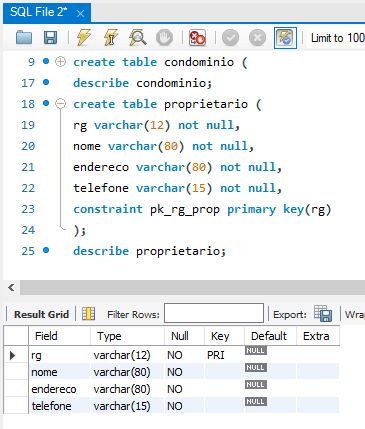 SQL File 2*
Limit to 100
9 create table condominio (
17 describe condominio;
18 create table proprietario (
19 rg varchar(12) not null,
20 nome varchar(80) not null,
21 endereco varchar(80) not null,
22 telefone varchar(15) not null,
23 constraint pk_rg_prop primary key(rg)
24 );
25 describe proprietario;
Result Grid Filter Rows: Export: Wrap
Field Type Null Key Default Extra
rg varchar(12) NO PRI NULL
nome varchar(80) NO NULL
endereco varchar(80) NO NULL
telefone varchar(15) NO NULL